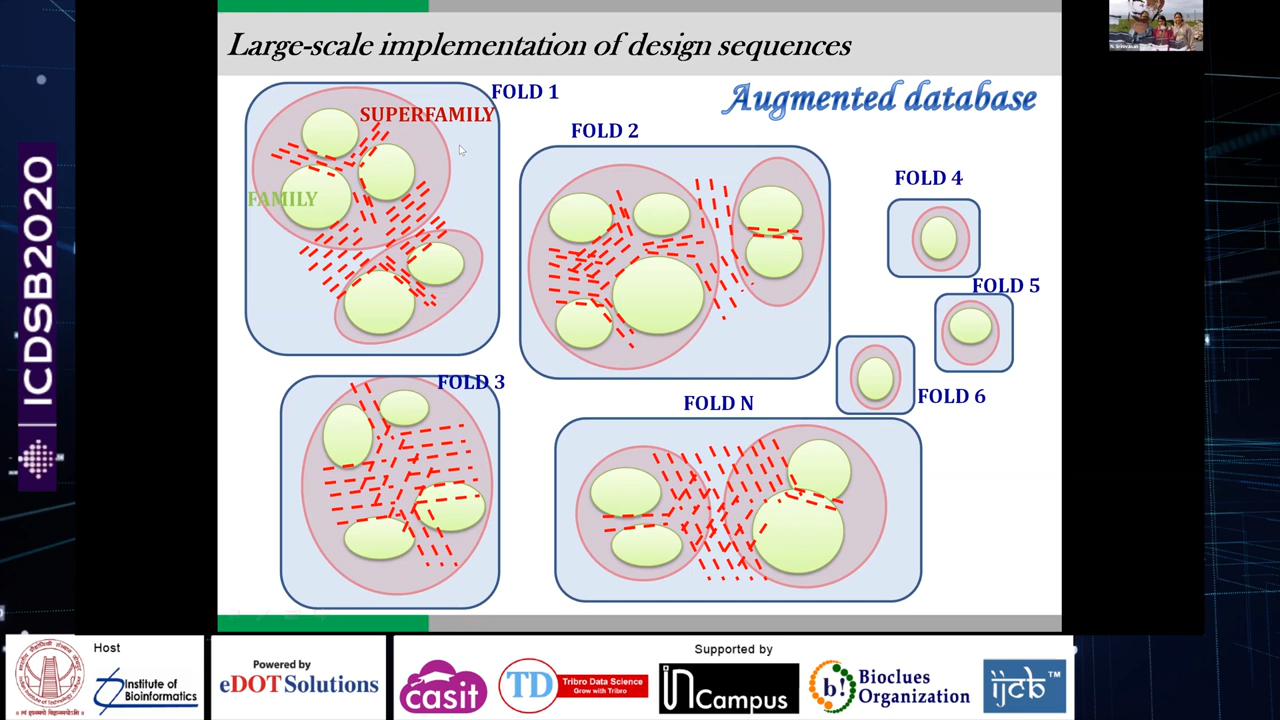 Large-scale implementation of design sequences
Augmented database
FOLD 1
SUPERFAMILY
FAMILY
FOLD 2
FOLD 4
FOLD 5
FOLD 3
FOLD 6
FOLD N
ICDSB2020
Host
Institute of
Bioinformatics
Powered by
eDOT Solutions
Supported by
casit
TD
Tribro Data Science
Grow with Tribro
inCampus
b!
Bioclues
Organization
ijcb™